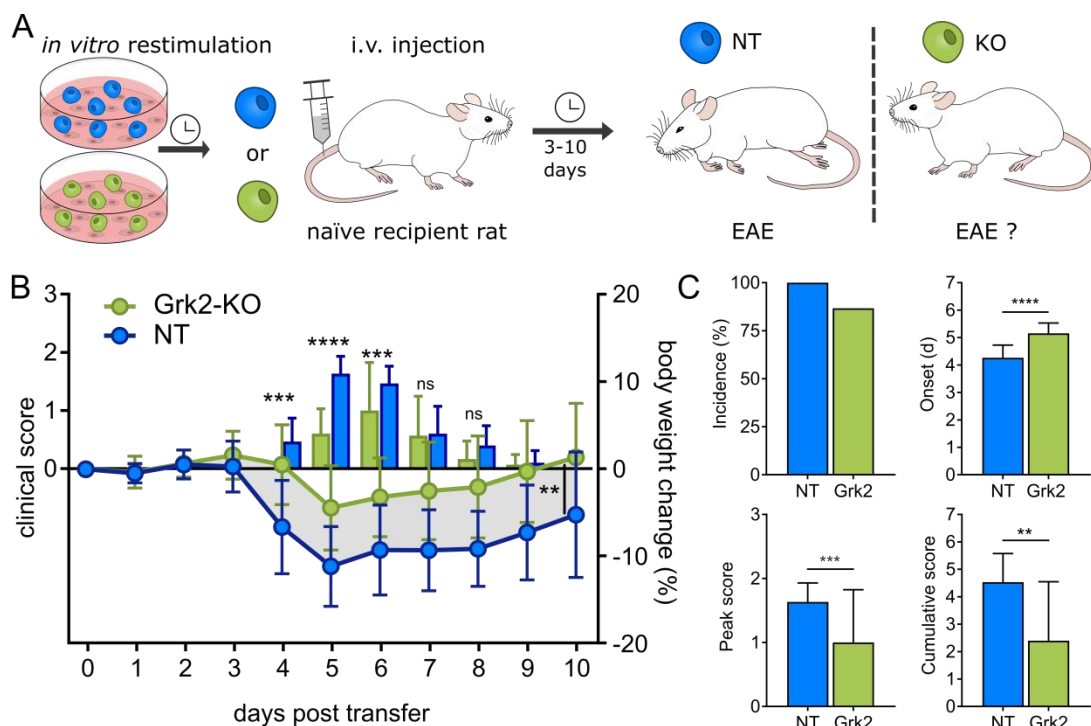 A
in vitro restimulation
i.v. injection
NT
KO
or
3-10
days
naïve recipient rat
EAE
EAE ?
B
Grk2-KO
NT
3
2
1
0
clinical score
***
****
***
ns
ns
**
20
10
0
-10
-20
body weight change (%)
0 1 2 3 4 5 6 7 8 9 10
days post transfer
C
100
75
50
25
0
Incidence (%)
NT Grk2
7
6
5
4
3
2
1
0
Onset (d)
****
NT Grk2
2
1
0
Peak score
***
NT Grk2
7
6
5
4
3
2
1
0
Cumulative score
**
NT Grk2